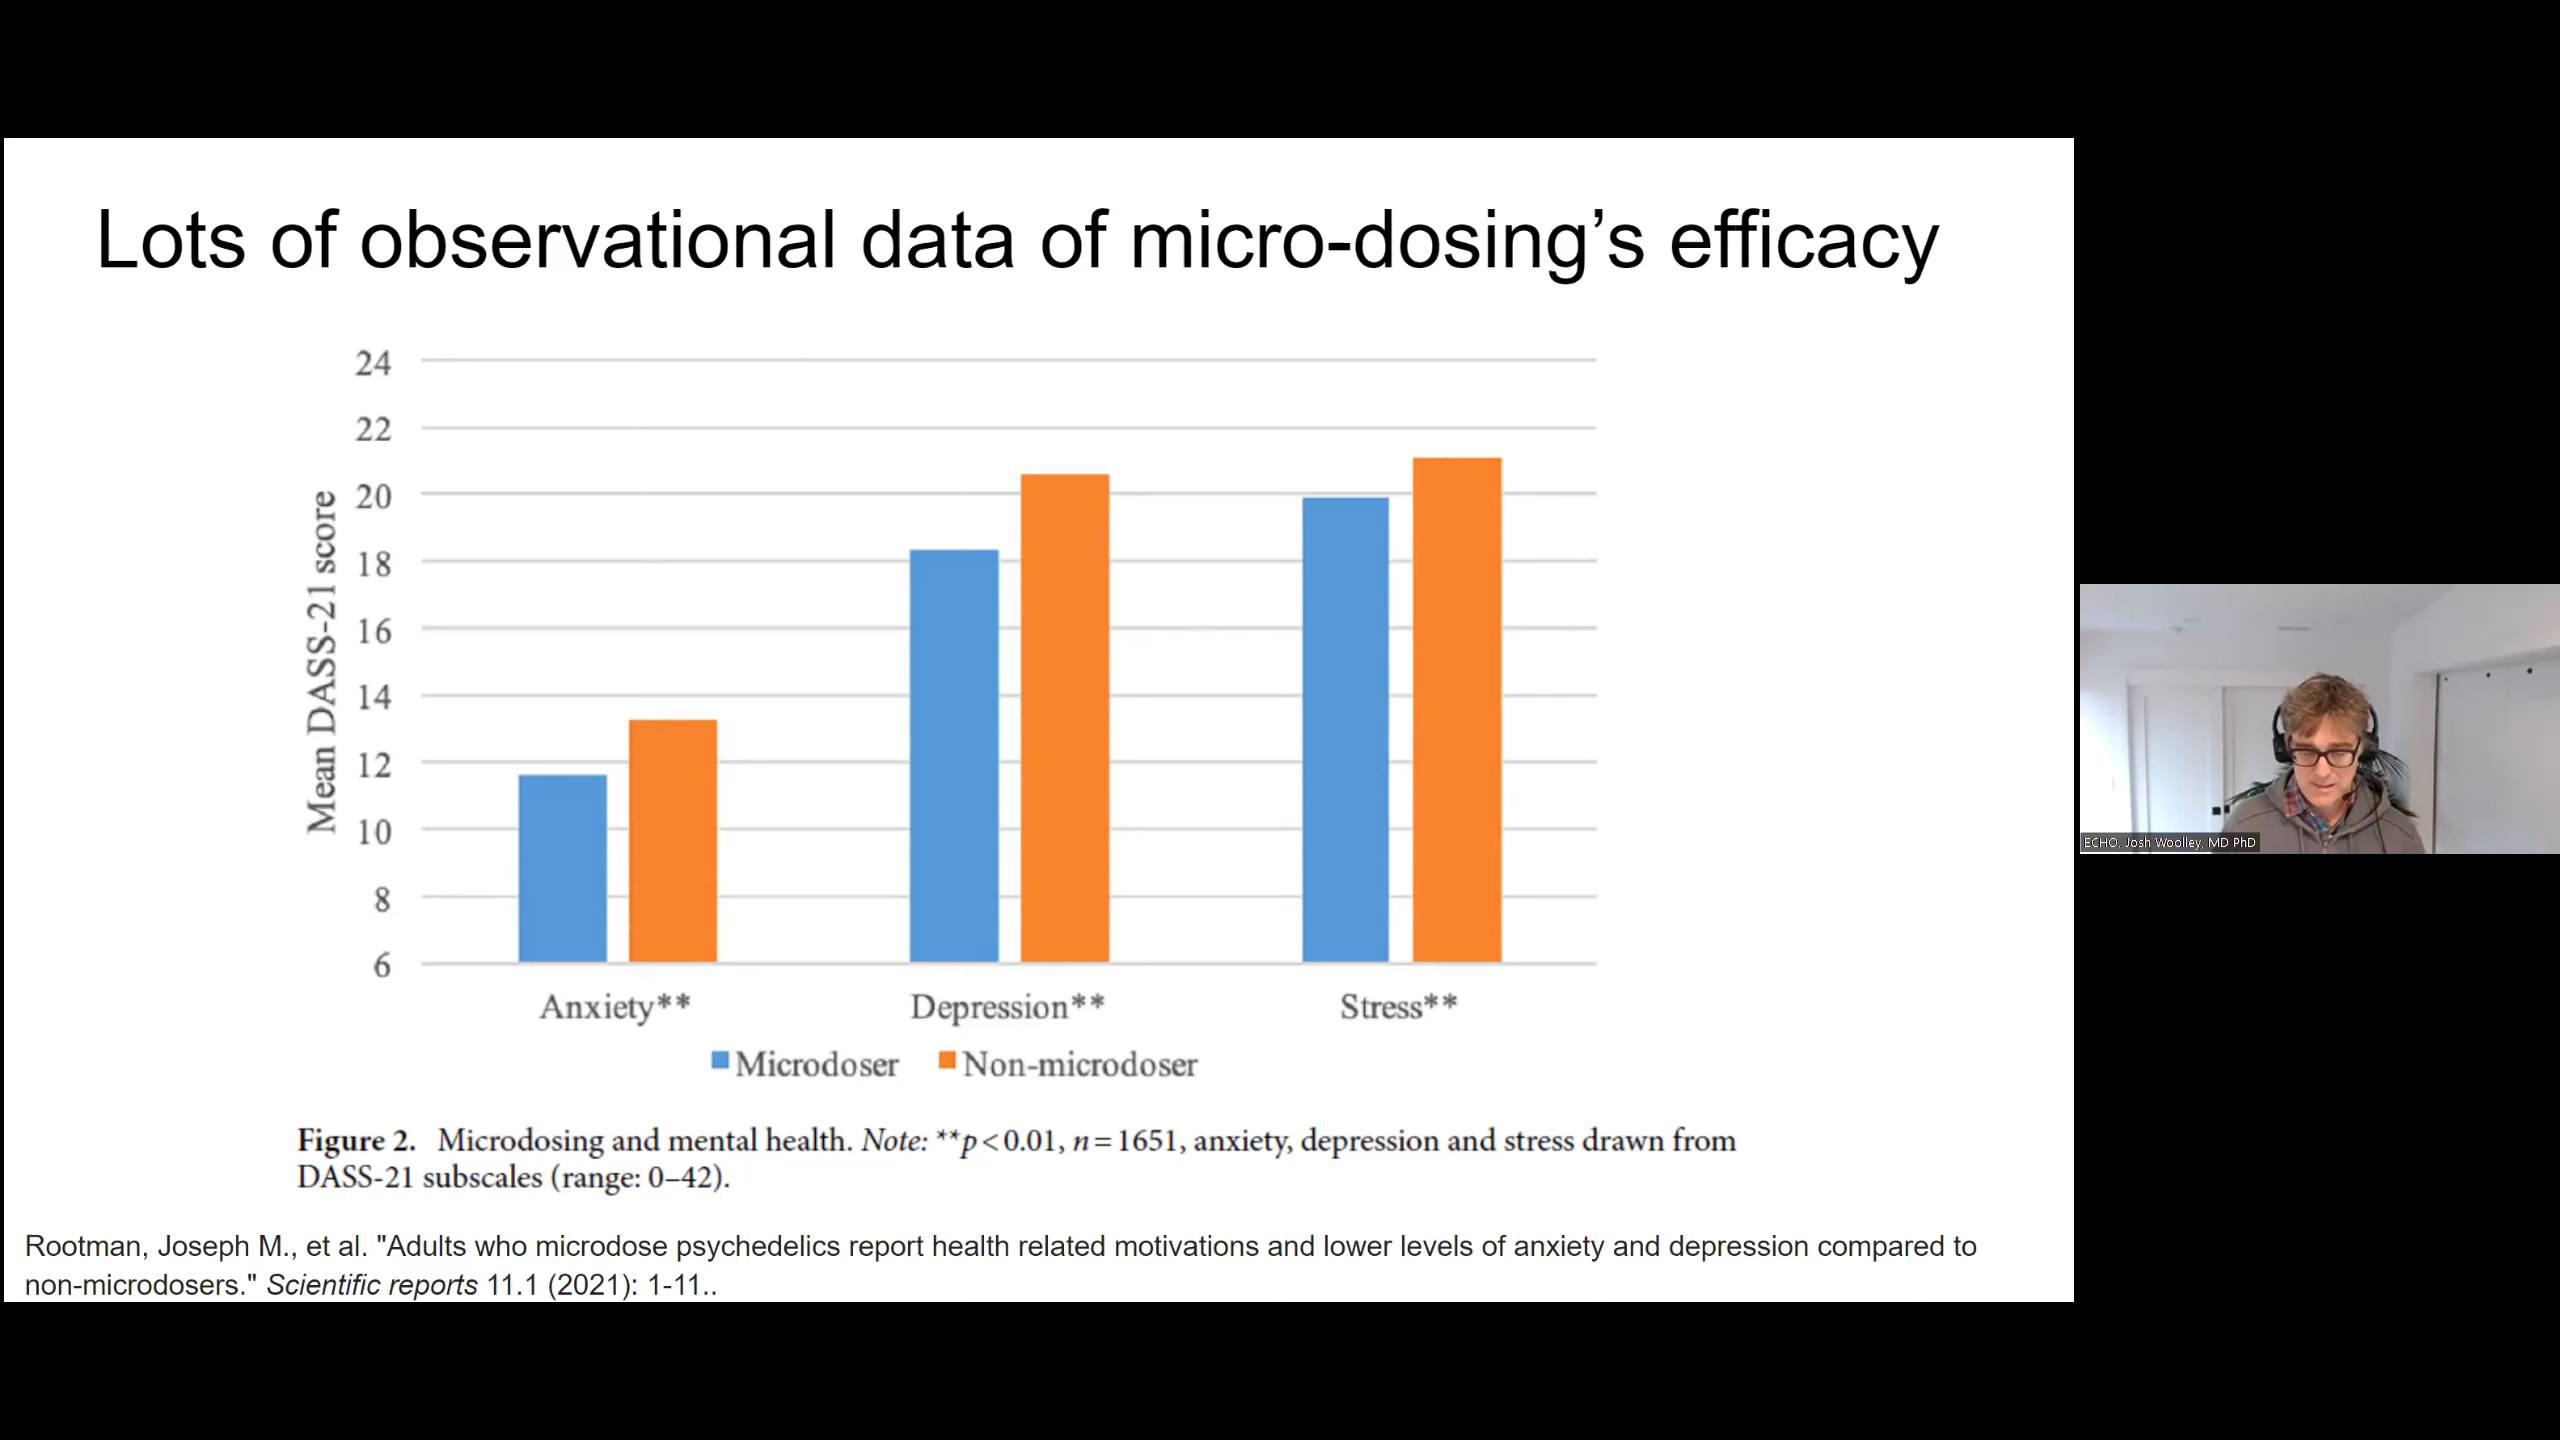 Lots of observational data of micro-dosing’s efficacy
24
22
20
18
16
14
12
10
8
6
Mean DASS-21 score
Anxiety** Depression** Stress**
Microdoser Non-microdoser
Figure 2. Microdosing and mental health. Note: **p < 0.01, n = 1651, anxiety, depression and stress drawn from
DASS-21 subscales (range: 0–42).
Rootman, Joseph M., et al. "Adults who microdose psychedelics report health related motivations and lower levels of anxiety and depression compared to
non-microdosers." Scientific reports 11.1 (2021): 1-11..
ECHO, Josh Woolley, MD PhD